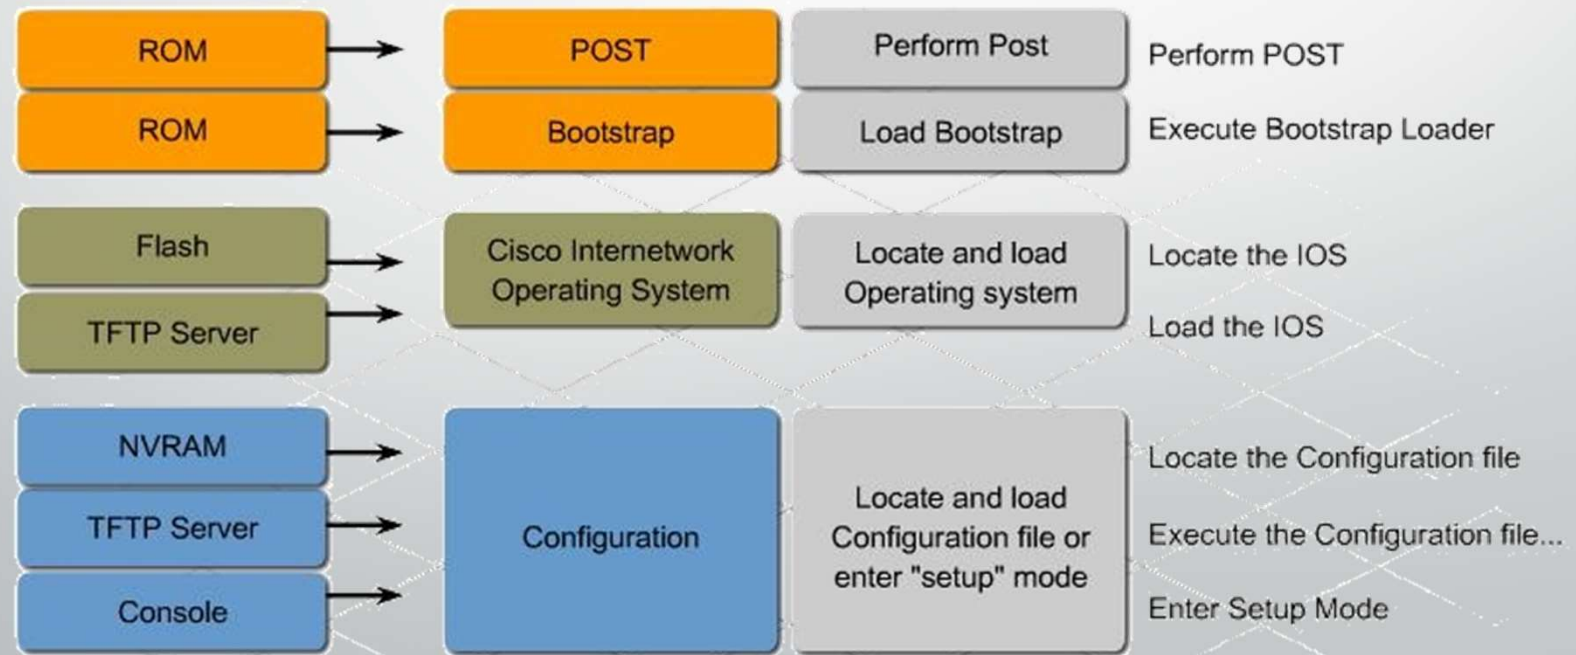 ROM
POST
Perform Post
Perform POST
ROM
Bootstrap
Load Bootstrap
Execute Bootstrap Loader
Flash
TFTP Server
Cisco Internetwork
Operating System
Locate and load
Operating system
Locate the IOS
Load the IOS
NVRAM
TFTP Server
Console
Configuration
Locate and load
Configuration file or
enter "setup" mode
Locate the Configuration file
Execute the Configuration file...
Enter Setup Mode